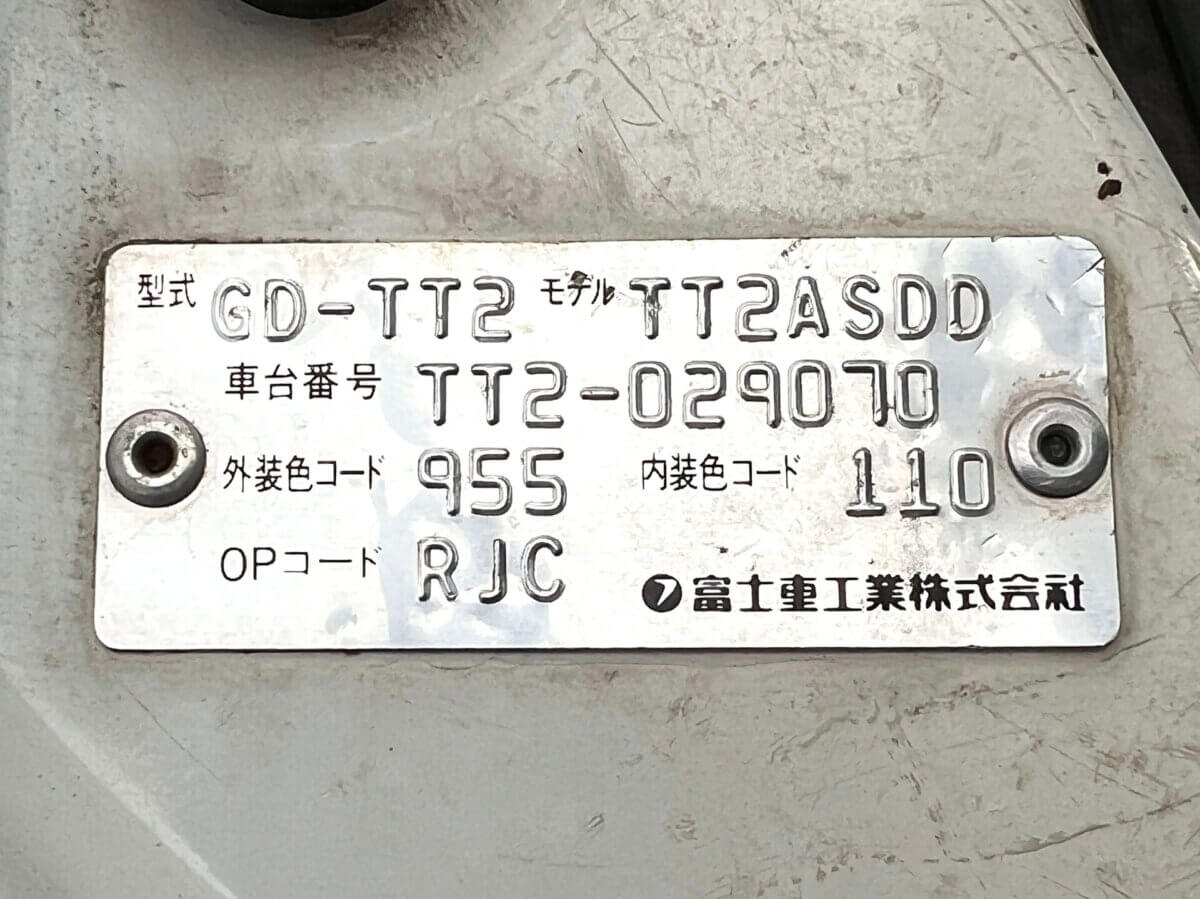 型式 GD-TT2 モデル TT2ASDD
車台番号 TT2-029070
外装色コード 955 内装色コード 110
OPコード RJC
フ 富士重工業株式会社